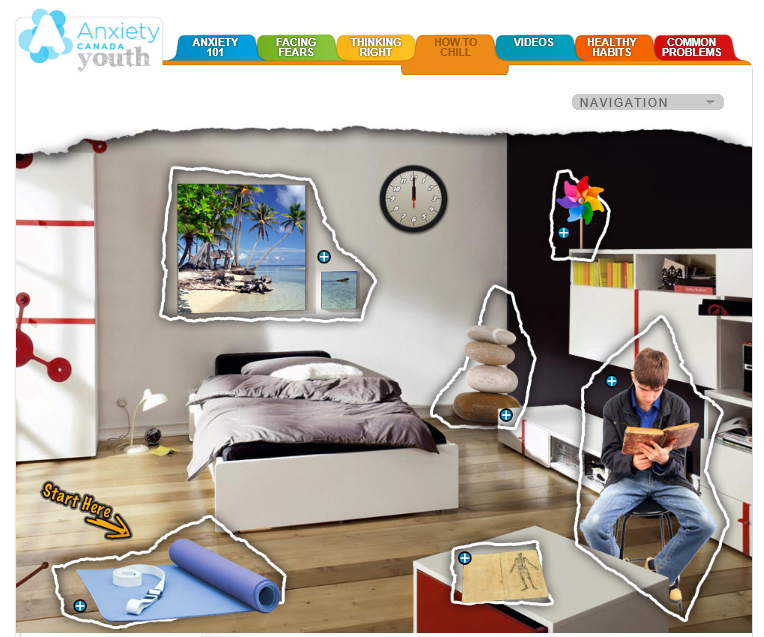 Anxiety
CANADA
youth
ANXIETY
101
FACING
FEARS
THINKING
RIGHT
HOW TO
CHILL
VIDEOS
HEALTHY
HABITS
COMMON
PROBLEMS
NAVIGATION
Start Here